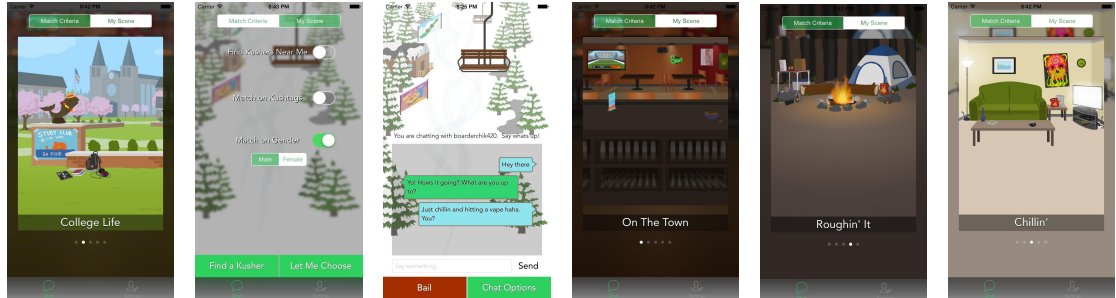 Carrier 8:42 PM
Match Criteria My Scene
STUDY CLUB
College Life
Carrier 8:43 PM
Match Criteria My Scene
Find Kushers Near Me
Match on Kushtags
Match on Gender
Male Female
Find a Kusher Let Me Choose
Carrier 8:25 PM
You are chatting with boarderchik420. Say whats up!
Hey there
Yo! Hows it going? What are you up
to?
Just chillin and hitting a vape haha.
You?
Say something Send
Bail Chat Options
Carrier 8:42 PM
Match Criteria My Scene
On The Town
Carrier 8:42 PM
Match Criteria My Scene
Roughin' It
Carrier 8:42 PM
Match Criteria My Scene
Chillin'